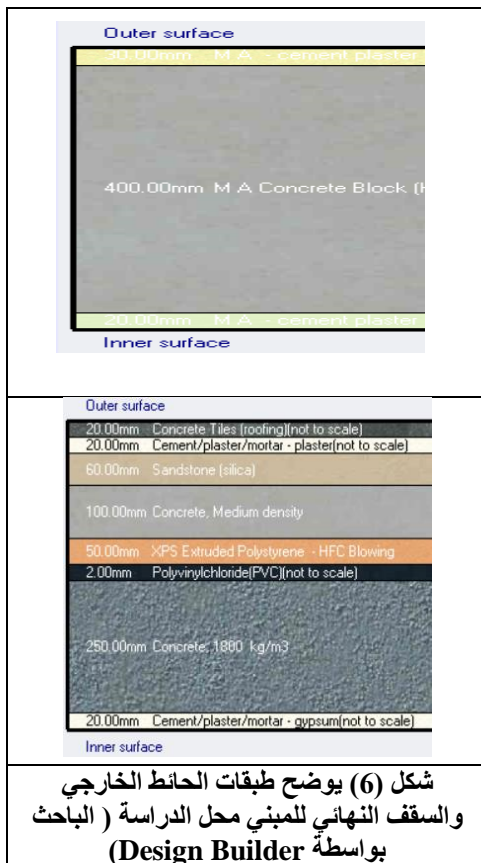 Outer surface
30.00mm M A - cement plaster
400.00mm M A Concrete Block (H
20.00mm M A - cement plaster
Inner surface
Outer surface
20.00mm Concrete Tiles (roofing)(not to scale)
20.00mm Cement/plaster/mortar - plaster(not to scale)
60.00mm Sandstone (silica)
100.00mm Concrete, Medium density
50.00mm XPS Extruded Polystyrene - HFC Blowing
2.00mm Polyvinylchloride(PVC)(not to scale)
250.00mm Concrete, 1800 kg/m3
20.00mm Cement/plaster/mortar - gypsum(not to scale)
Inner surface
شكل (6) يوضح طبقات الحائط الخارجي
والسقف النهائي للمبني محل الدراسة ( الباحث
بواسطة Design Builder)